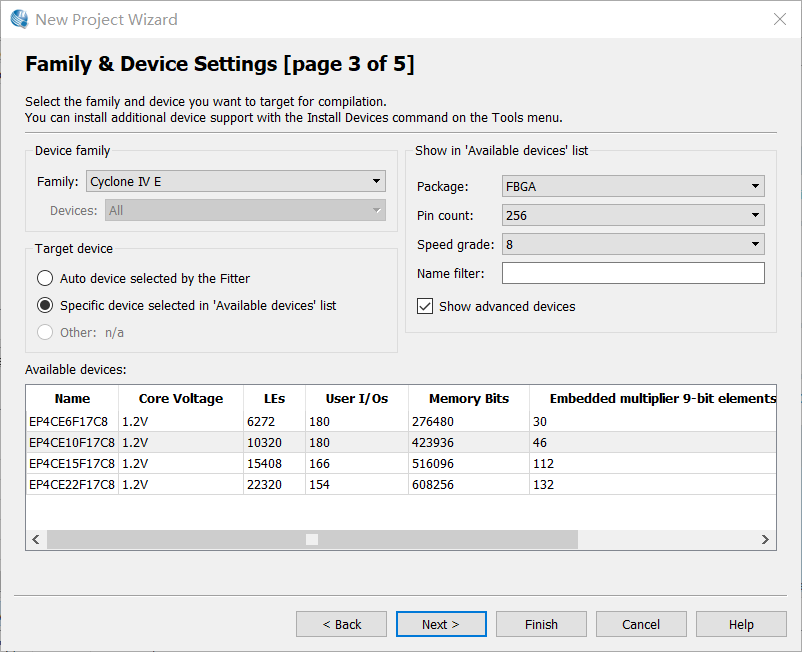 New Project Wizard
Family & Device Settings [page 3 of 5]
Select the family and device you want to target for compilation.
You can install additional device support with the Install Devices command on the Tools menu.
Device family
Family: Cyclone IV E
Devices: All
Target device
Auto device selected by the Fitter
Specific device selected in 'Available devices' list
Other: n/a
Show in 'Available devices' list
Package: FBGA
Pin count: 256
Speed grade: 8
Name filter:
Show advanced devices
Available devices:
Name Core Voltage LEs User I/Os Memory Bits Embedded multiplier 9-bit elements
EP4CE6F17C8 1.2V 6272 180 276480 30
EP4CE10F17C8 1.2V 10320 180 423936 46
EP4CE15F17C8 1.2V 15408 166 516096 112
EP4CE22F17C8 1.2V 22320 154 608256 132
< Back Next > Finish Cancel Help